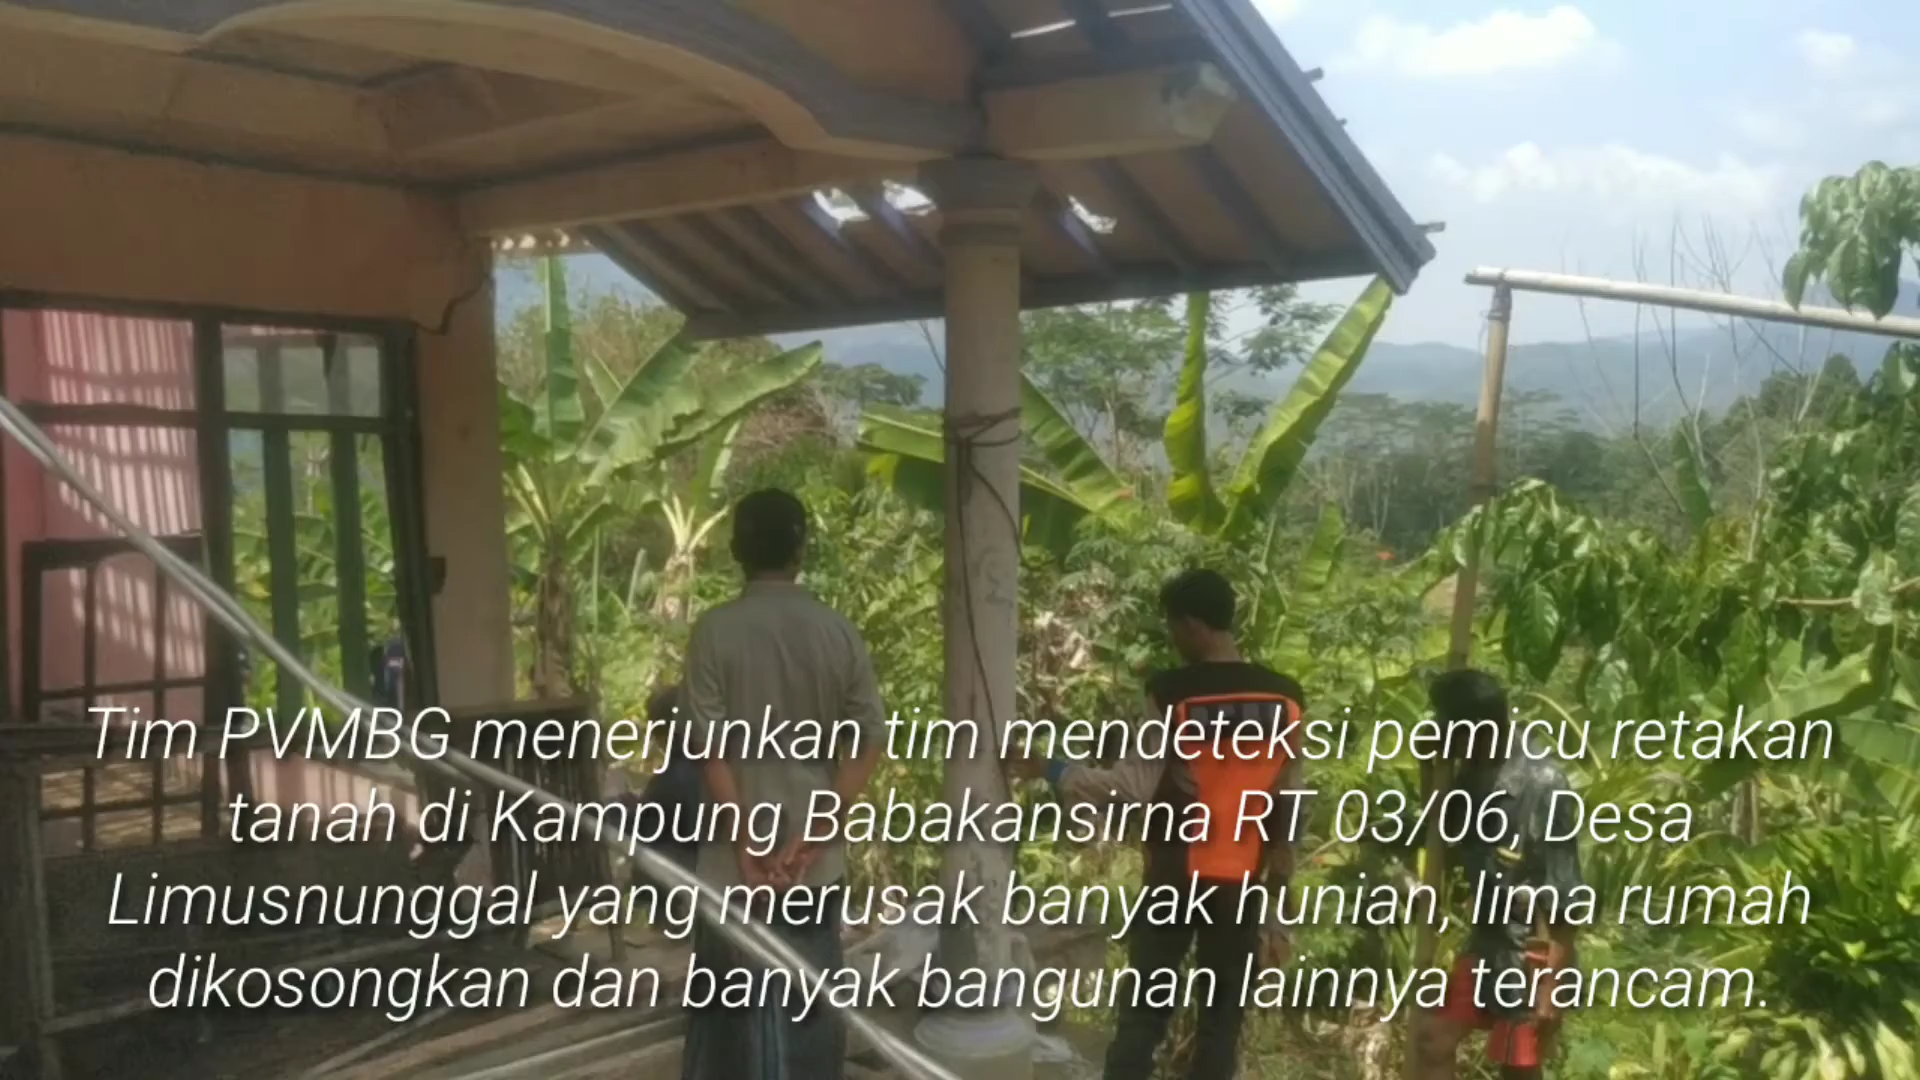 Tim PVMBG menerjunkan tim mendeteksi pemicu retakan
tanah di Kampung Babakansirna RT 03/06, Desa
Limusnunggal yang merusak banyak hunian, lima rumah
dikosongkan dan banyak bangunan lainnya terancam.